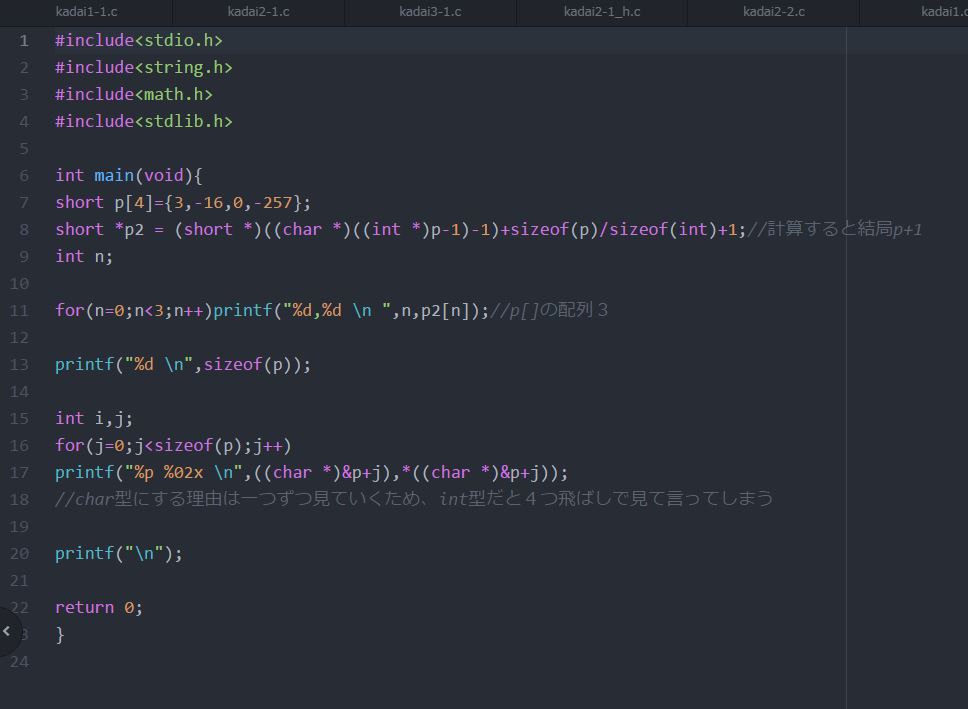 kadai1-1.c kadai2-1.c kadai3-1.c kadai2-1_h.c kadai2-2.c kadai1.c
1 #include<stdio.h>
2 #include<string.h>
3 #include<math.h>
4 #include<stdlib.h>
5
6 int main(void){
7 short p[4]={3,-16,0,-257};
8 short *p2 = (short *)((char *)((int *)p-1)-1)+sizeof(p)/sizeof(int)+1;//計算すると結局p+1
9 int n;
10
11 for(n=0;n<3;n++)printf("%d,%d \n ",n,p2[n]);//p[]の配列３
12
13 printf("%d \n",sizeof(p));
14
15 int i,j;
16 for(j=0;j<sizeof(p);j++)
17 printf("%p %02x \n",((char *)&p+j),*((char *)&p+j));
18 //char型にする理由は一つずつ見ていくため、int型だと４つ飛ばしで見て言ってしまう
19
20 printf("\n");
21
22 return 0;
3 }
24